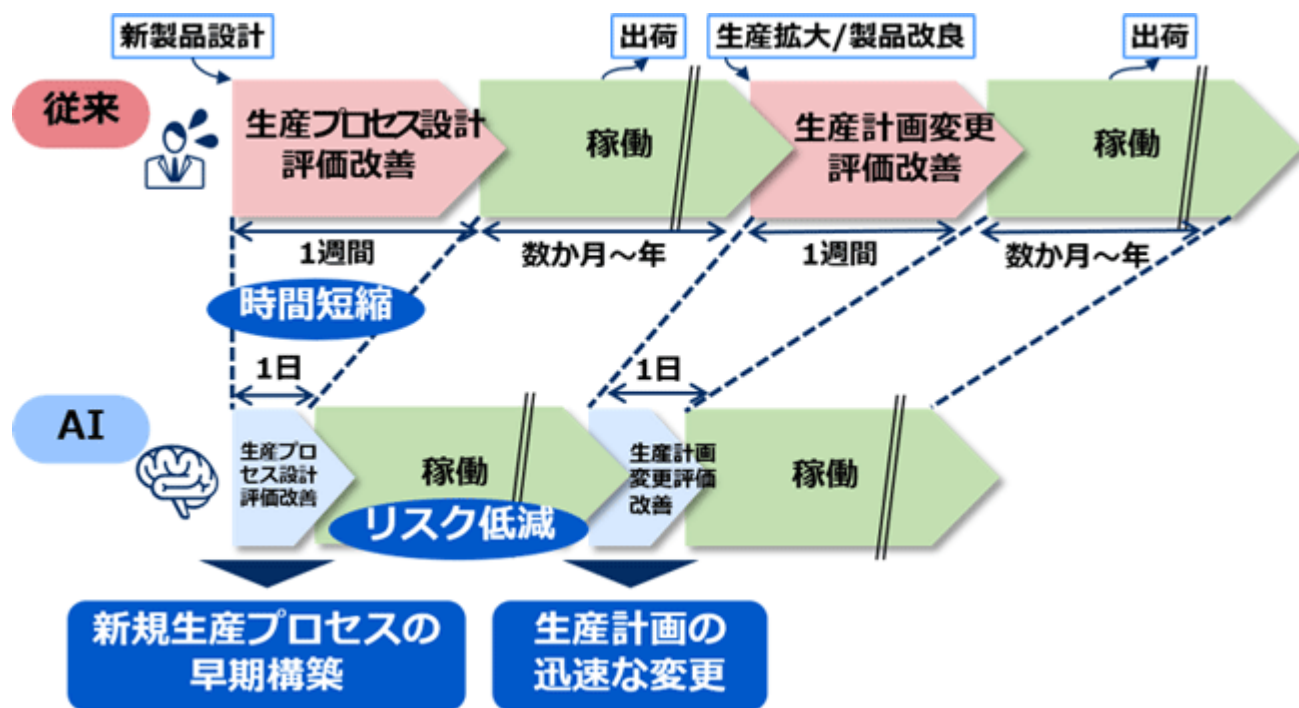 新製品設計
出荷
生産拡大/製品改良
出荷
従来
生産プロセス設計
評価改善
稼働
生産計画変更
評価改善
稼働
1週間
数か月～年
1週間
数か月～年
時間短縮
1日
1日
AI
生産プロ
セス設計
評価改善
稼働
生産計画
変更評価
改善
稼働
リスク低減
新規生産プロセスの
早期構築
生産計画の
迅速な変更